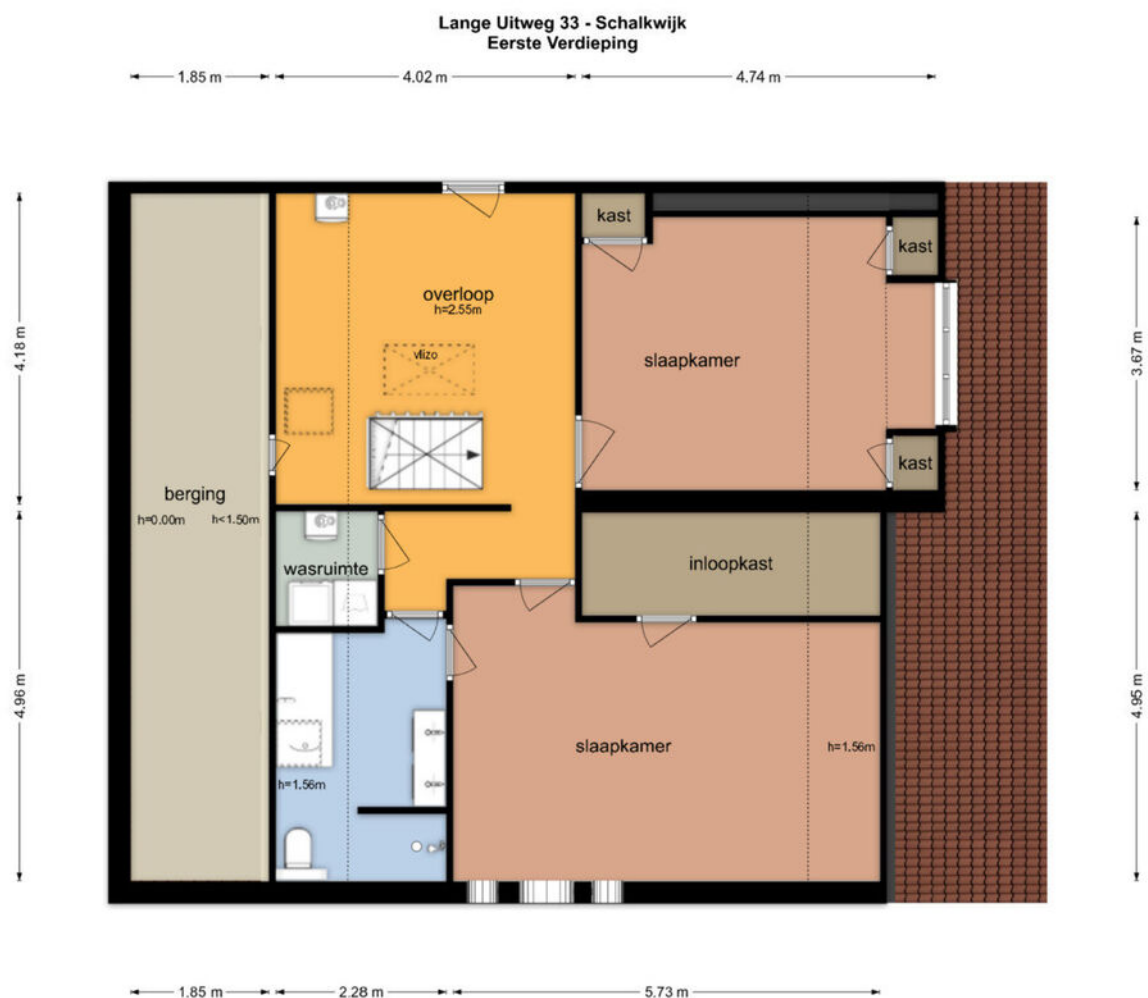 Lange Uitweg 33 - Schalkwijk
Eerste Verdieping
1.85 m
4.02 m
4.74 m
kast
kast
overloop
h=2.55m
4.18 m
3.67 m
vlizo
slaapkamer
kast
berging
h=0.00m
h<1.50m
wasruimte
inloopkast
4.96 m
4.95 m
slaapkamer
h=1.56m
h=1.56m
1.85 m
2.28 m
5.73 m